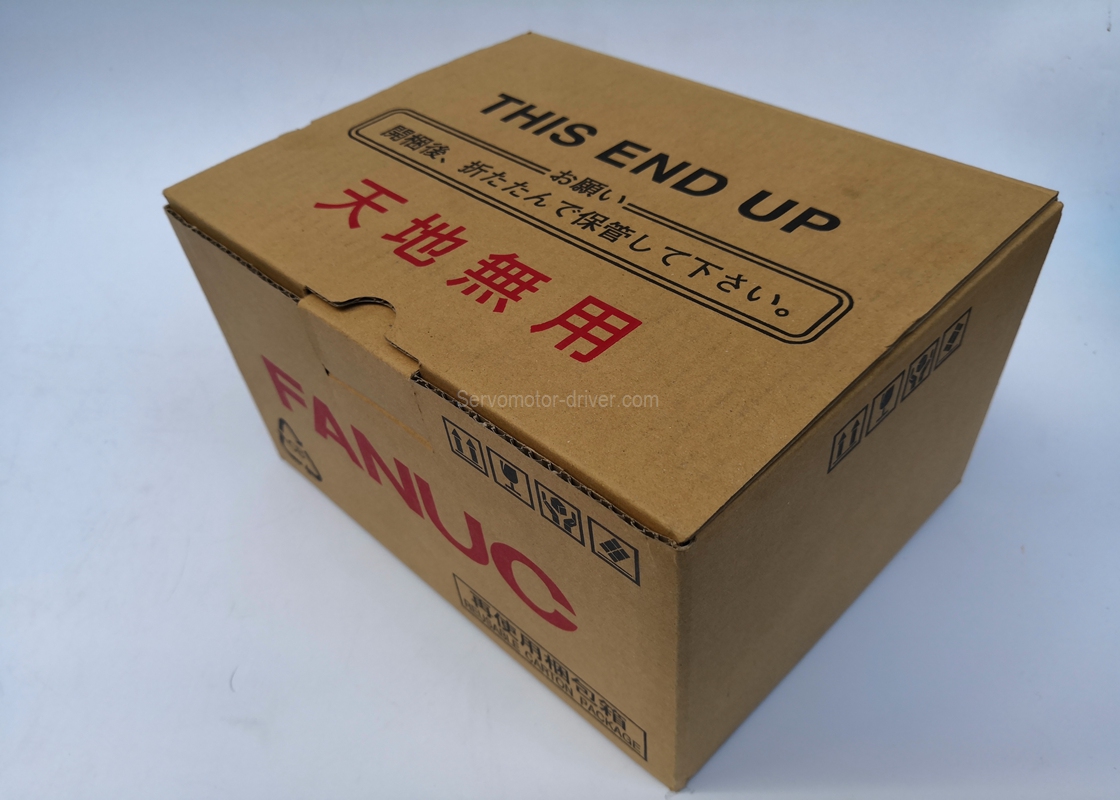 THIS END UP
お願い
開梱後、折たたんで保管して下さい。
天地無用
Servomotor-driver.com
FANUC
再使用梱包箱
REUSABLE CARTON PACKAGE